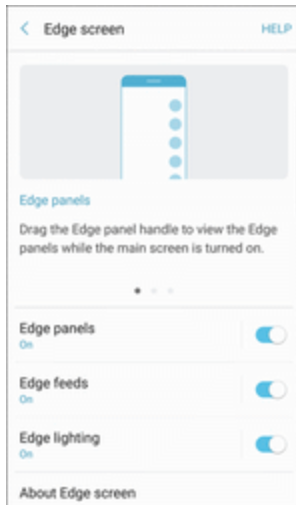 Edge screen HELP
Edge panels
Drag the Edge panel handle to view the Edge
panels while the main screen is turned on.
Edge panels
On
Edge feeds
On
Edge lighting
On
About Edge screen